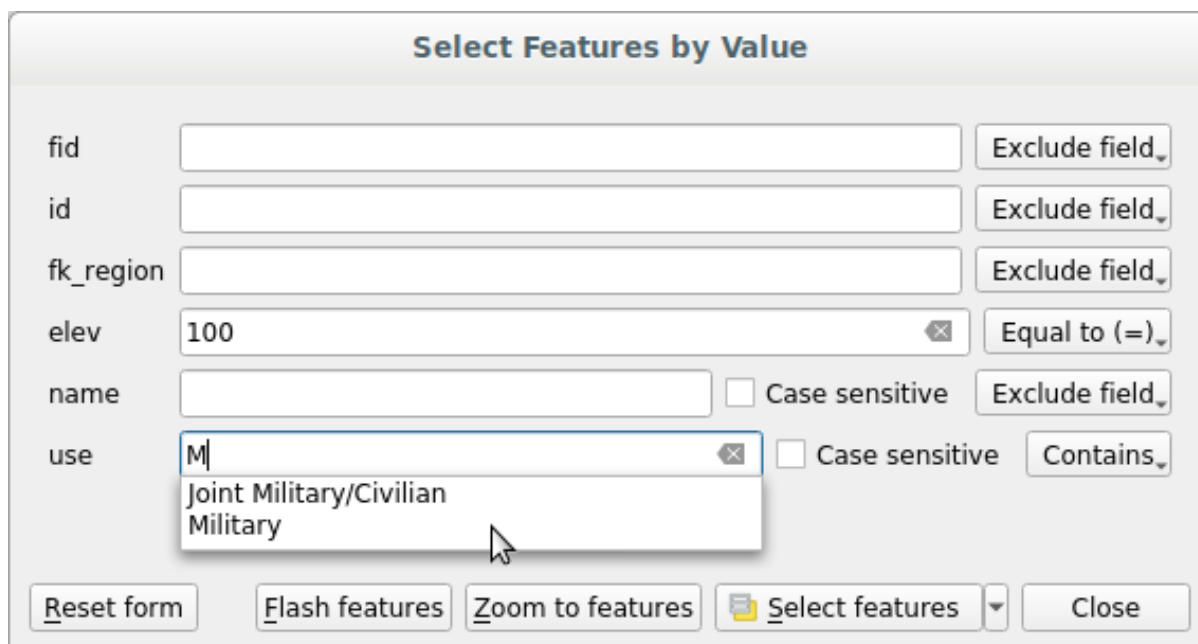 Select Features by Value
fid Exclude field
id Exclude field
fk_region Exclude field
elev 100 Equal to (=)
name Case sensitive Exclude field
use M Case sensitive Contains
Joint Military/Civilian
Military
Reset form Flash features Zoom to features Select features Close